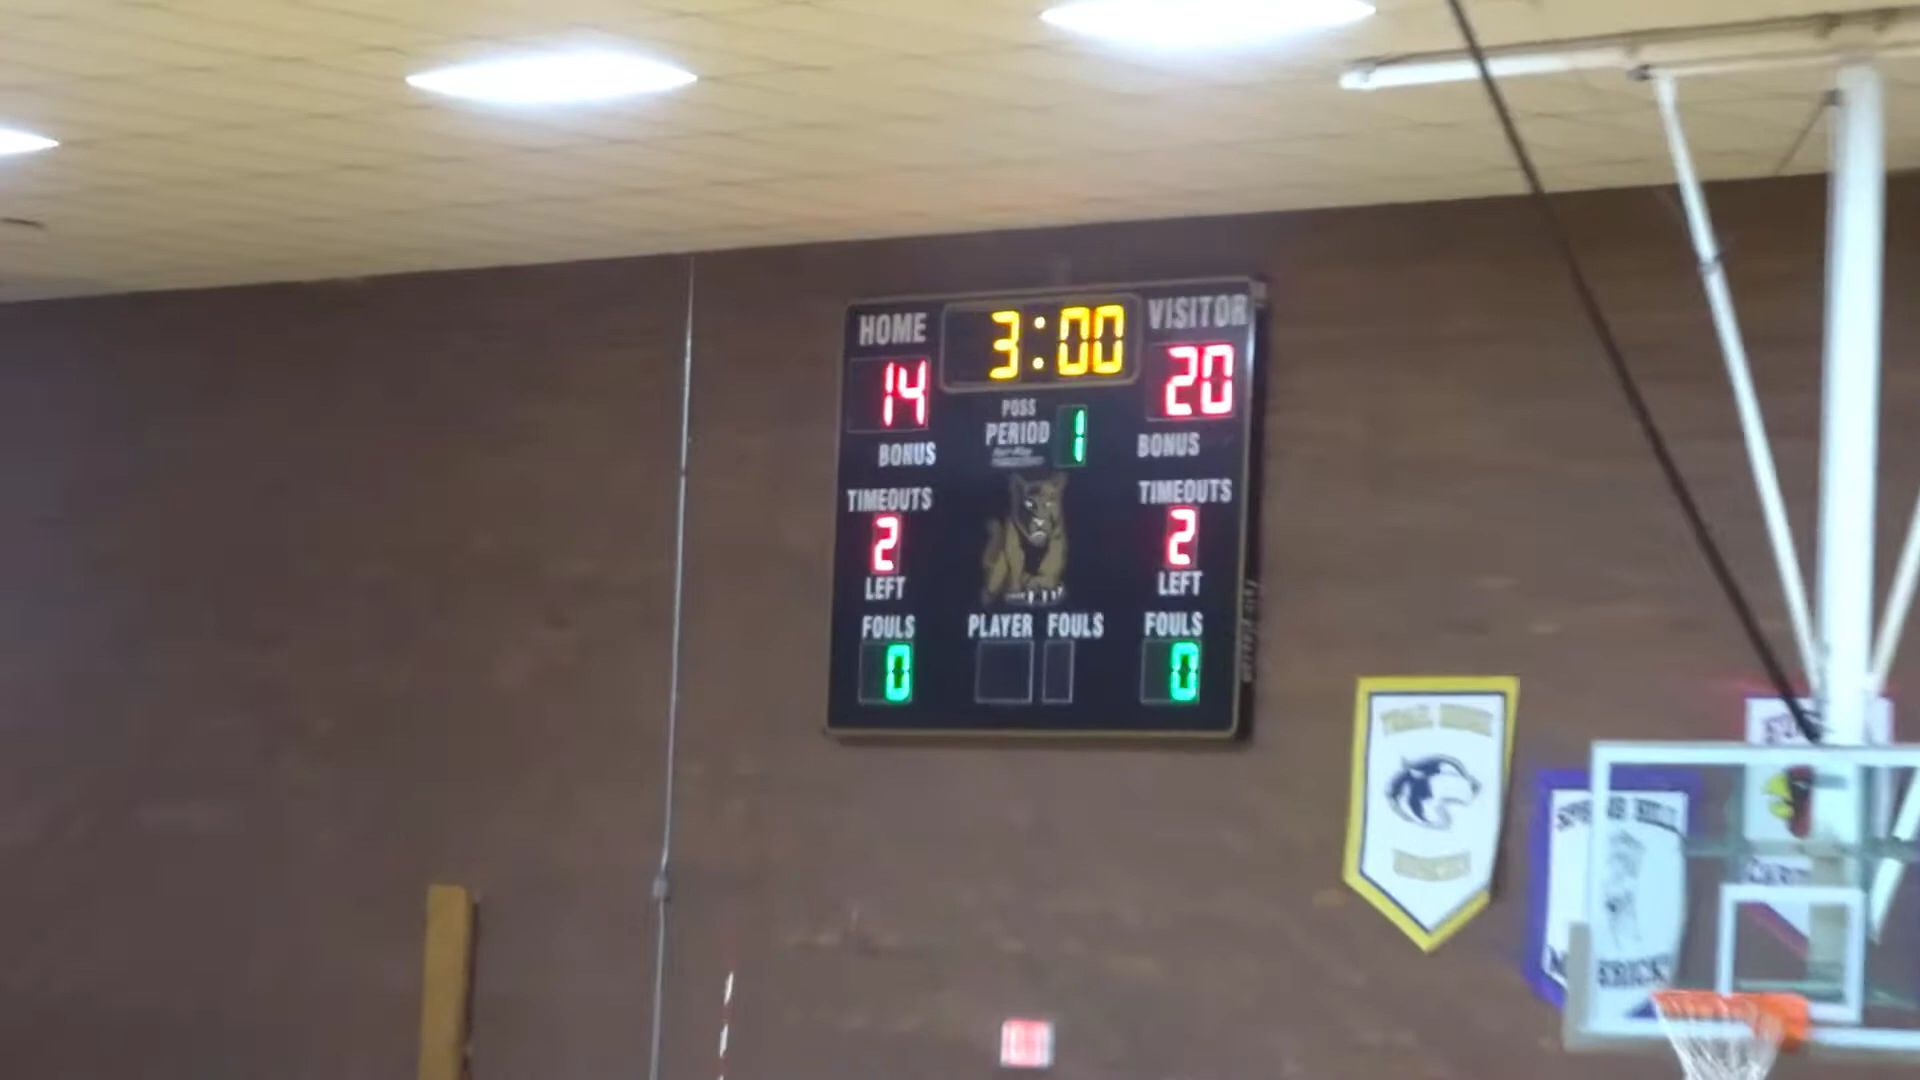 HOME
3:00
VISITOR
14
20
POSS
PERIOD
1
BONUS
BONUS
TIMEOUTS
TIMEOUTS
2
2
LEFT
LEFT
FOULS
PLAYER FOULS
FOULS
0
0